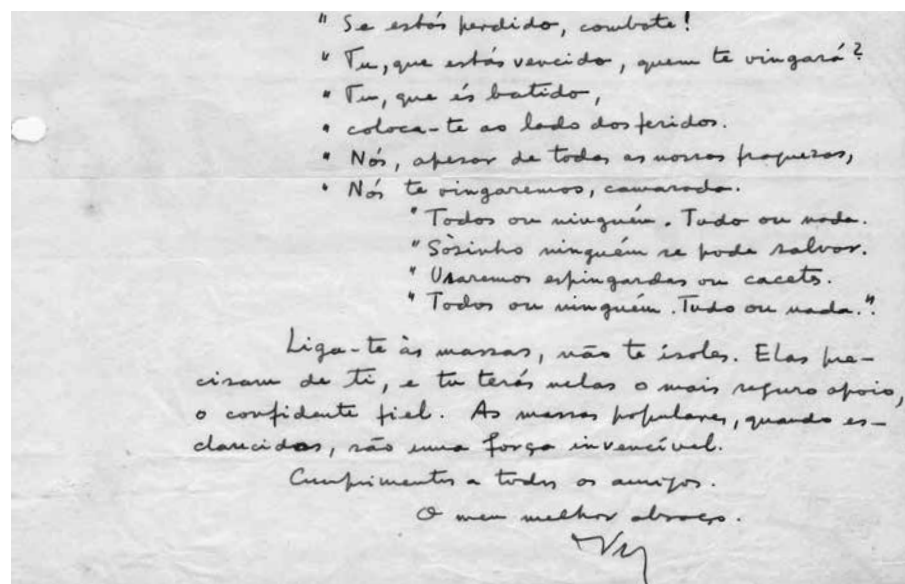 " Se estás perdido, combate!
" Tu, que estás vencido, quem te vingará?
" Tu, que és batido,
" coloca-te ao lado dos feridos.
" Nós, apesar de todas as nossas fraquezas,
" Nós te vingaremos, camarada.
" Todos ou ninguém. Tudo ou nada.
" Sòsinho ninguém se pode salvar.
" Usaremos espingardas ou cacets.
" Todos ou ninguém. Tudo ou nada."
Liga-te às massas, não te isoles. Elas pre-
cisam de ti, e tu terás nelas o mais seguro apoio,
o confidente fiel. As massas populares, quando es-
clarecidas, são uma força invencível.
Cumprimentos a todos os amigos.
O meu melhor abraço.